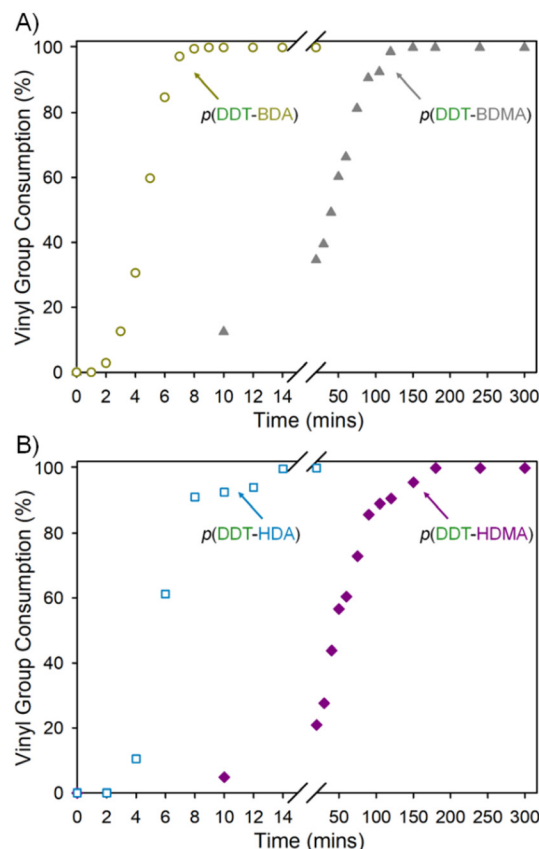 A)
100
80
60
40
20
0
Vinyl Group Consumption (%)
p(DDT-BDA)
p(DDT-BDMA)
0 2 4 6 8 10 12 14 50 100 150 200 250 300
Time (mins)
B)
100
80
60
40
20
0
Vinyl Group Consumption (%)
p(DDT-HDA)
p(DDT-HDMA)
0 2 4 6 8 10 12 14 50 100 150 200 250 300
Time (mins)